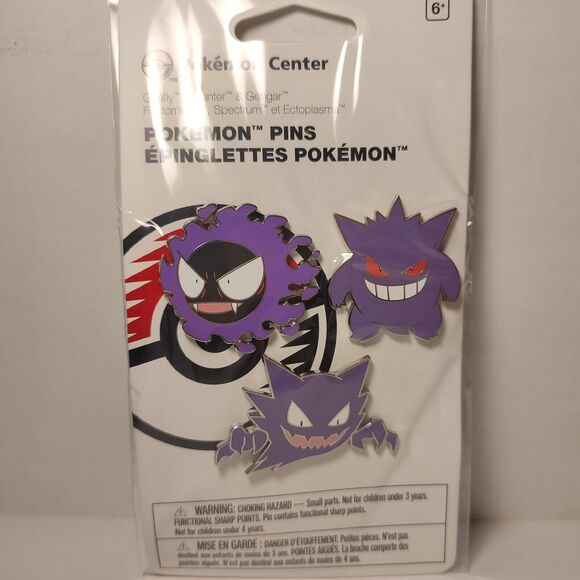 6+
Pokémon Center
Gastly™, Haunter™ & Gengar™
Fantominus™, Spectrum™ et Ectoplasma™
POKÉMON™ PINS
ÉPINGLETTES POKÉMON™
WARNING: CHOKING HAZARD — Small parts. Not for children under 3 years.
FUNCTIONAL SHARP POINTS. Pin contains functional sharp points.
Not for children under 4 years.
MISE EN GARDE : DANGER D'ÉTOUFFEMENT. Petites pièces. N'est pas
destiné aux enfants de moins de 3 ans. POINTES AIGUËS. La broche comporte des
pointes aiguës. N'est pas destiné aux enfants de moins de 4 ans.